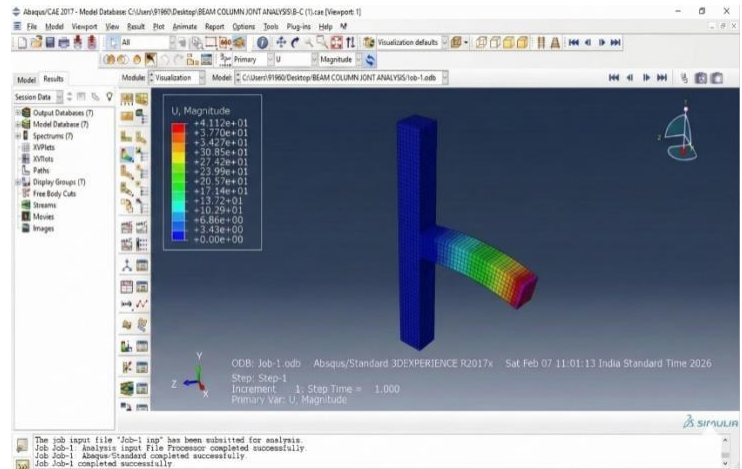 Abaqus/CAE 2017 - Model Database: C:\Users\91960\Desktop\BEAM COLUMN JONT ANALYSIS\B-C (1).cae [Viewport: 1]
File Model Viewport View Result Plot Animate Report Options Tools Plug-ins Help
All
Visualization defaults
Primary U Magnitude
Model Results
Module: Visualization Model: C:/Users/91960/Desktop/BEAM COLUMN JONT ANALYSIS/Job-1.odb
Session Data
Output Databases (7)
Model Database (7)
Spectrums (7)
XYPlets
XVTlots
Paths
Display Groups (7)
Free Body Cuts
Streams
Movies
Images
U, Magnitude
+4.112e+01
+3.770e+01
+3.427e+01
+30.85e+01
+27.42e+01
+23.99e+01
+20.57e+01
+17.14e+01
+13.72e+01
+10.29e+01
+6.86e+00
+3.43e+00
+0.00e+00
Y
Z
X
ODB: Job-1.odb Absqus/Standard 3DEXPERIENCE R2017x Sat Feb 07 11:01:13 India Standard Time 2026
Step: Step-1
Increment 1: Step Time = 1.000
Primary Var: U, Magnitude
SIMULIA
The job input file "Job-1 inp" has been submitted for analysis.
Job Job-1: Analysis input File Processor completed successfully.
Job Job-1: Abaqus/Standard completed successfully.
Job Job-1 completed successfully